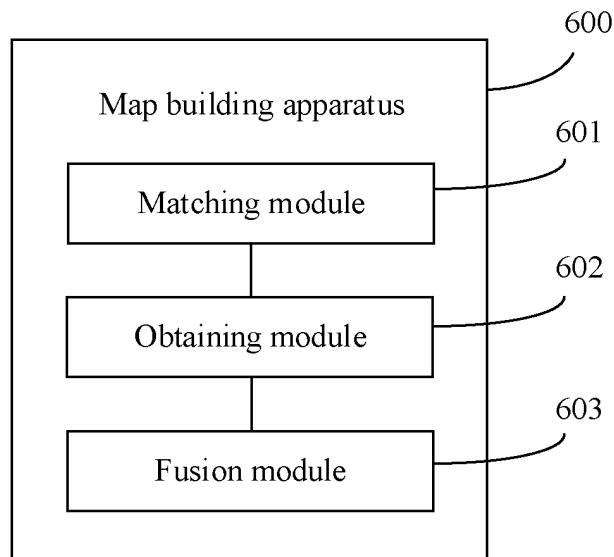 600
Map building apparatus
601
Matching module
602
Obtaining module
603
Fusion module